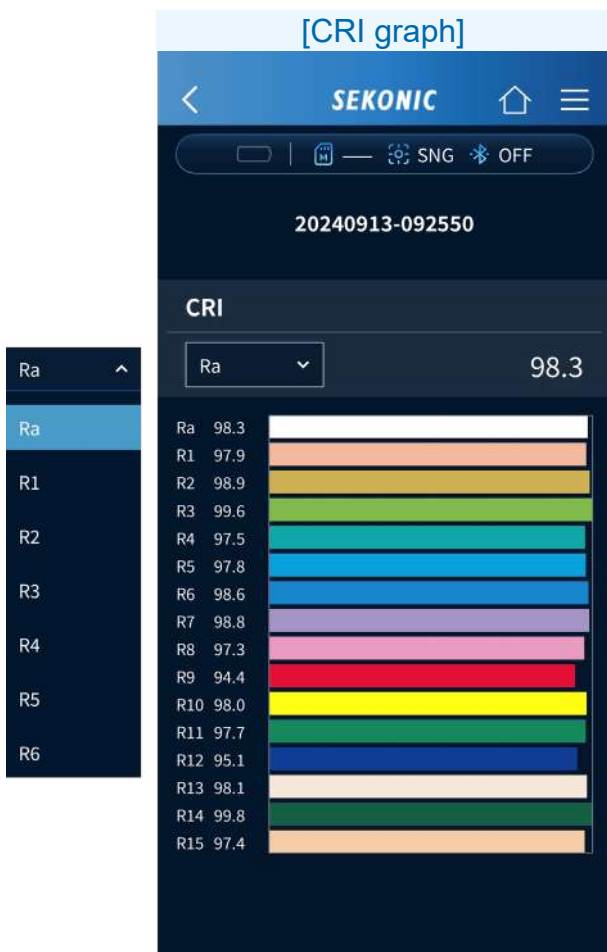 [CRI graph]
SEKONIC
M SNG OFF
20240913-092550
CRI
Ra 98.3
Ra 98.3
R1 97.9
R2 98.9
R3 99.6
R4 97.5
R5 97.8
R6 98.6
R7 98.8
R8 97.3
R9 94.4
R10 98.0
R11 97.7
R12 95.1
R13 98.1
R14 99.8
R15 97.4
Ra
Ra
R1
R2
R3
R4
R5
R6